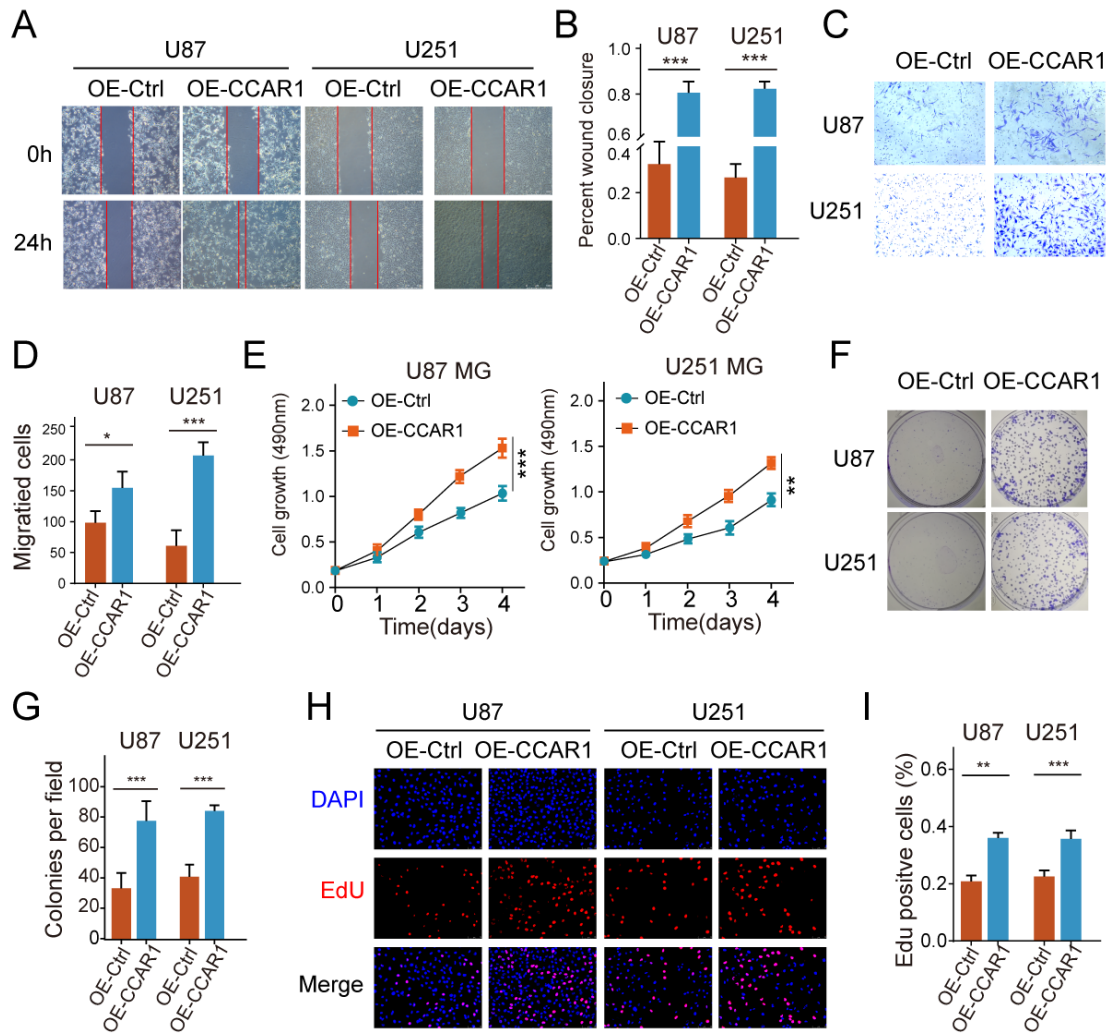 A
U87 U251
OE-Ctrl OE-CCAR1 OE-Ctrl OE-CCAR1
0h
24h
B
U87 U251
*** ***
Percent wound closure
1.0
0.8
0.6
0.4
0.2
0.0
OE-Ctrl
OE-CCAR1
OE-Ctrl
OE-CCAR1
C
OE-Ctrl OE-CCAR1
U87
U251
D
U87 U251
* ***
Migratied cells
250
200
150
100
50
0
OE-Ctrl
OE-CCAR1
OE-Ctrl
OE-CCAR1
E
U87 MG
OE-Ctrl
OE-CCAR1
Cell growth (490nm)
2.0
1.5
1.0
0.5
0.0
***
0 1 2 3 4
Time(days)
U251 MG
OE-Ctrl
OE-CCAR1
Cell growth (490nm)
2.0
1.5
1.0
0.5
0.0
**
0 1 2 3 4
Time(days)
F
OE-Ctrl OE-CCAR1
U87
U251
G
U87 U251
*** ***
Colonies per field
100
80
60
40
20
0
OE-Ctrl
OE-CCAR1
OE-Ctrl
OE-CCAR1
H
U87 U251
OE-Ctrl OE-CCAR1 OE-Ctrl OE-CCAR1
DAPI
EdU
Merge
I
U87 U251
** ***
Edu positive cells (%)
0.6
0.4
0.2
0.0
OE-Ctrl
OE-CCAR1
OE-Ctrl
OE-CCAR1